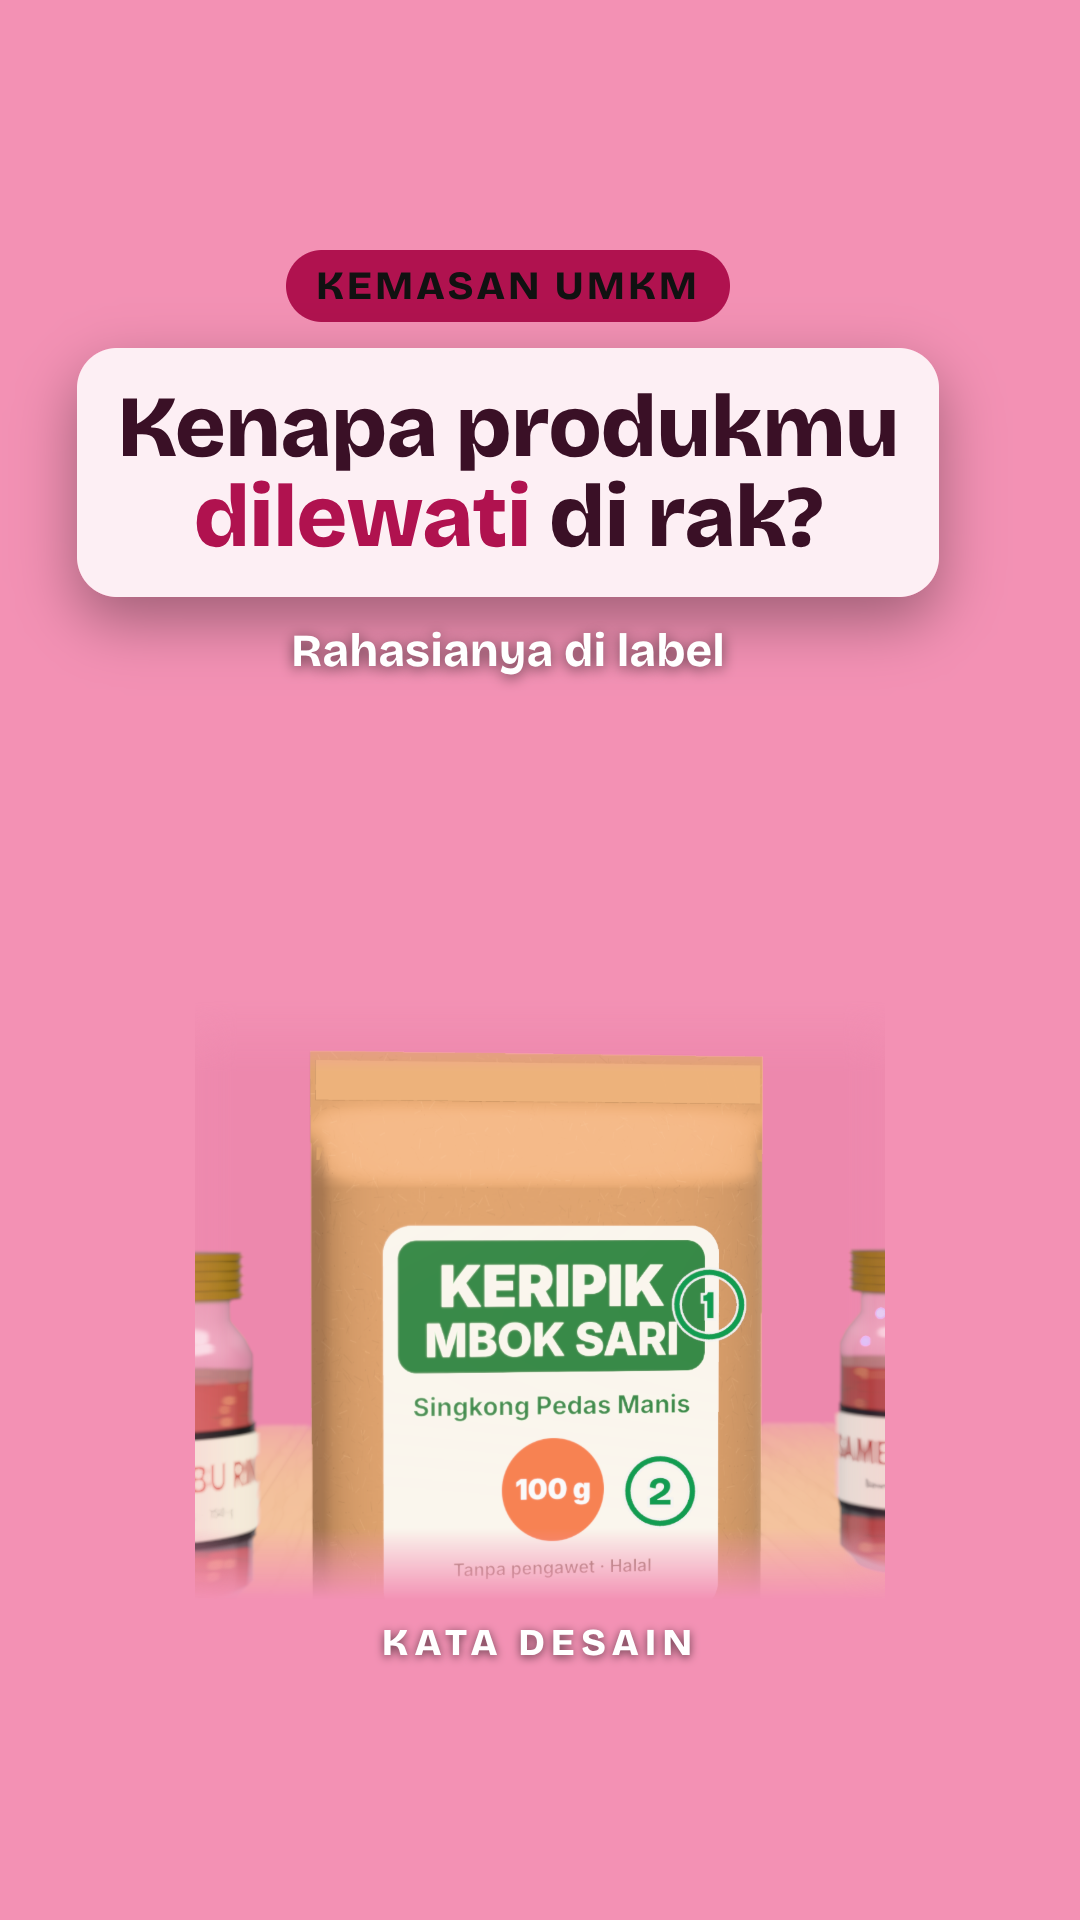 KEMASAN UMKM
Kenapa produkmu
dilewati di rak?
Rahasianya di label
KERIPIK
MBOK SARI
1
Singkong Pedas Manis
100 g
2
Tanpa pengawet · Halal
KATA DESAIN